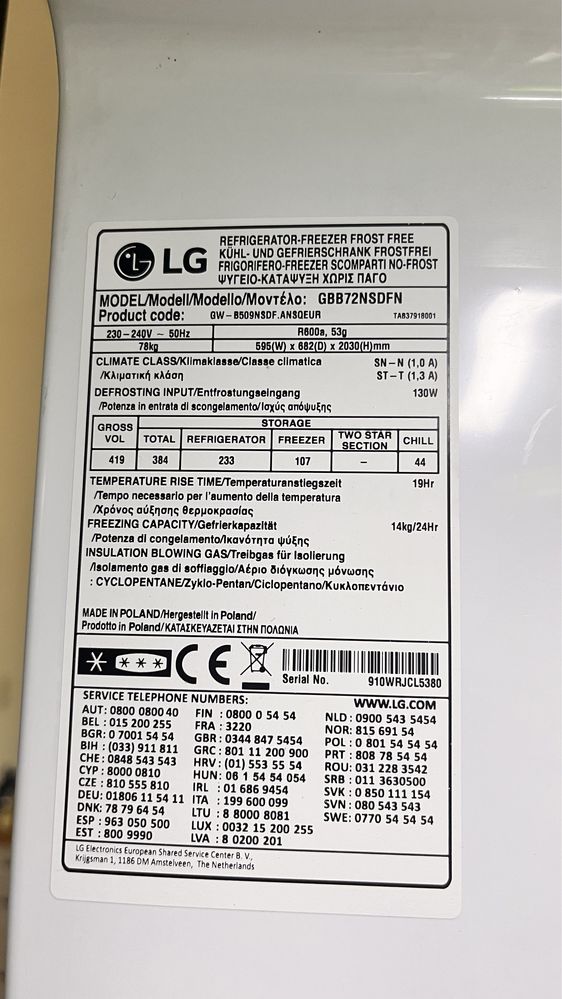 LG
REFRIGERATOR-FREEZER FROST FREE
KÜHL- UND GEFRIERSCHRANK FROSTFREI
FRIGORIFERO-FREEZER SCOMPARTI NO-FROST
ΨΥΓΕΙΟ-ΚΑΤΑΨΥΞΗ ΧΩΡΙΣ ΠΑΓΟ
MODEL/Modell/Modello/Μοντέλο: GBB72NSDFN
Product code: GW-B509NSDF.ANSQEUR TAB37918001
230-240V ~ 50Hz R600a, 53g
78kg 595(W) x 682(D) x 2030(H)mm
CLIMATE CLASS/Klimaklasse/Classe climatica SN-N (1,0 A)
/Κλιματική κλάση ST-T (1,3 A)
DEFROSTING INPUT/Entfrostungseingang 130W
/Potenza in entrata di scongelamento/Ισχύς απόψυξης
GROSS VOL STORAGE
TOTAL REFRIGERATOR FREEZER TWO STAR SECTION CHILL
419 384 233 107 – 44
TEMPERATURE RISE TIME/Temperaturanstiegszeit 19Hr
/Tempo necessario per l'aumento della temperatura
/Χρόνος αύξησης θερμοκρασίας
FREEZING CAPACITY/Gefrierkapazität 14kg/24Hr
/Potenza di congelamento/Ικανότητα ψύξης
INSULATION BLOWING GAS/Treibgas für Isolierung
/Isolamento gas di soffiaggio/Αέριο διόγκωσης μόνωσης
: CYCLOPENTANE/Zyklo-Pentan/Ciclopentano/Κυκλοπεντάνιο
MADE IN POLAND/Hergestellt in Poland/
Prodotto in Poland/ΚΑΤΑΣΚΕΥΑΖΕΤΑΙ ΣΤΗΝ ΠΟΛΩΝΙΑ
CE
Serial No. 910WRJCL5380
SERVICE TELEPHONE NUMBERS: WWW.LG.COM
AUT: 0800 0800 40
BEL : 015 200 255
BGR: 0 7001 54 54
BIH : (033) 911 811
CHE : 0848 543 543
CYP : 8000 0810
CZE : 810 555 810
DEU: 01806 11 54 11
DNK: 78 79 64 54
ESP : 963 050 500
EST : 800 9990
FIN : 0800 0 54 54
FRA : 3220
GBR : 0344 847 5454
GRC : 801 11 200 900
HRV : (01) 553 55 54
HUN: 06 1 54 54 054
IRL : 01 686 9454
ITA : 199 600 099
LTU : 8 8000 8081
LUX : 0032 15 200 255
LVA : 8 0200 201
NLD : 0900 543 5454
NOR: 815 691 54
POL : 0 801 54 54 54
PRT : 808 78 54 54
ROU: 031 228 3542
SRB : 011 3630500
SVK : 0 850 111 154
SVN : 080 543 543
SWE: 0770 54 54 54
LG Electronics European Shared Service Center B. V.,
Krijgsman 1, 1186 DM Amstelveen, The Netherlands